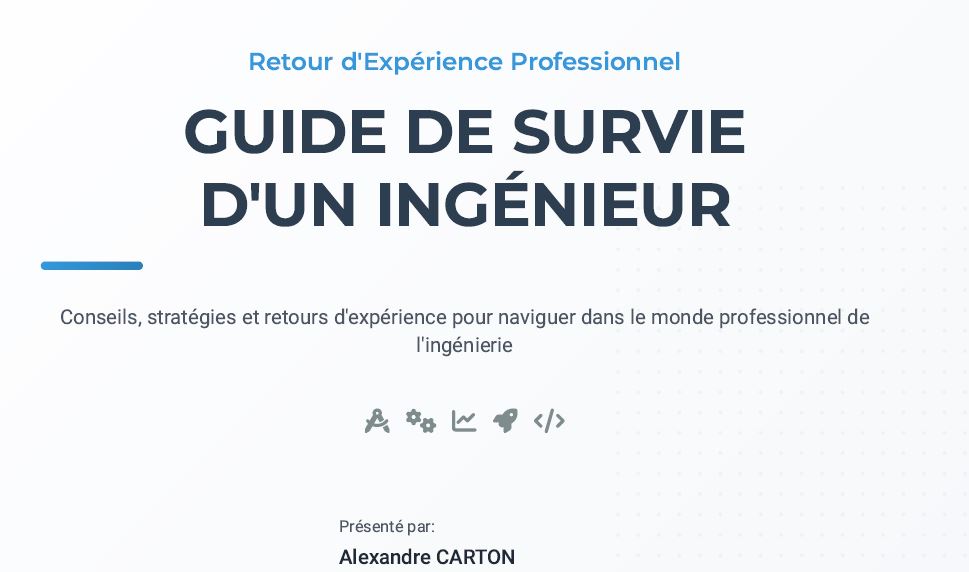 Retour d'Expérience Professionnel
GUIDE DE SURVIE
D'UN INGÉNIEUR
Conseils, stratégies et retours d'expérience pour naviguer dans le monde professionnel de
l'ingénierie
Présenté par:
Alexandre CARTON